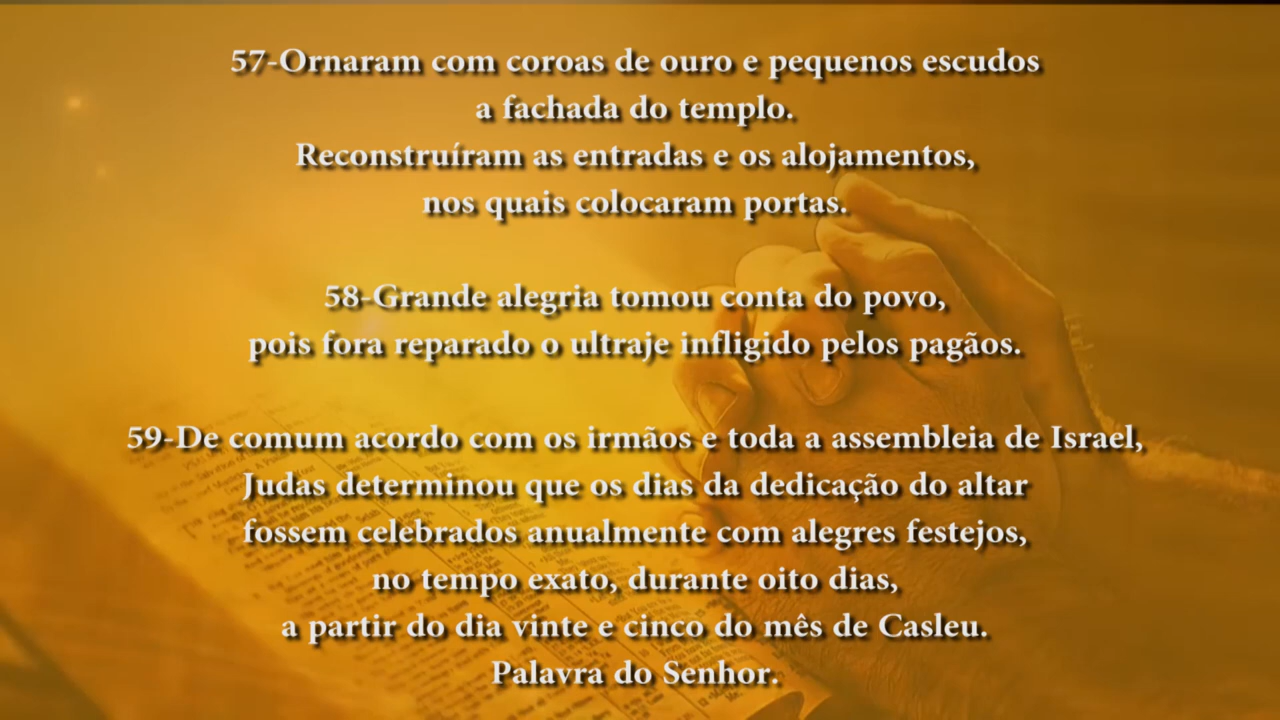 57-Ornaram com coroas de ouro e pequenos escudos
a fachada do templo.
Reconstruíram as entradas e os alojamentos,
nos quais colocaram portas.
58-Grande alegria tomou conta do povo,
pois fora reparado o ultraje infligido pelos pagãos.
59-De comum acordo com os irmãos e toda a assembleia de Israel,
Judas determinou que os dias da dedicação do altar
fossem celebrados anualmente com alegres festejos,
no tempo exato, durante oito dias,
a partir do dia vinte e cinco do mês de Casleu.
Palavra do Senhor.